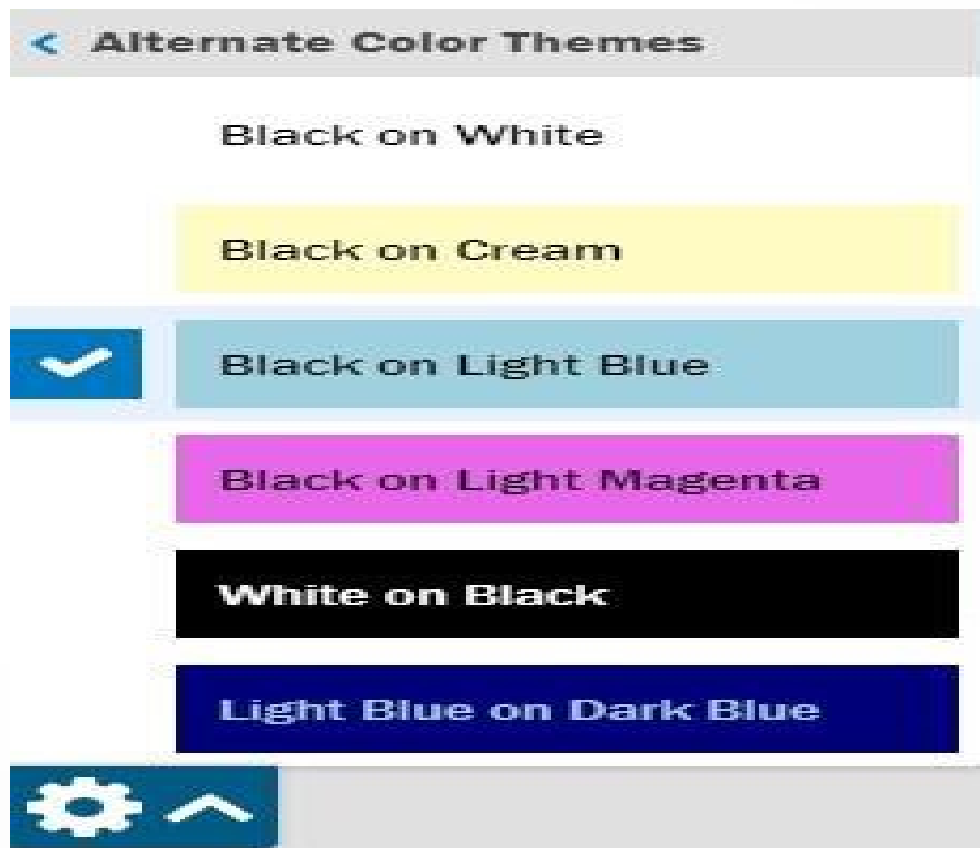 < Alternate Color Themes
Black on White
Black on Cream
Black on Light Blue
Black on Light Magenta
White on Black
Light Blue on Dark Blue